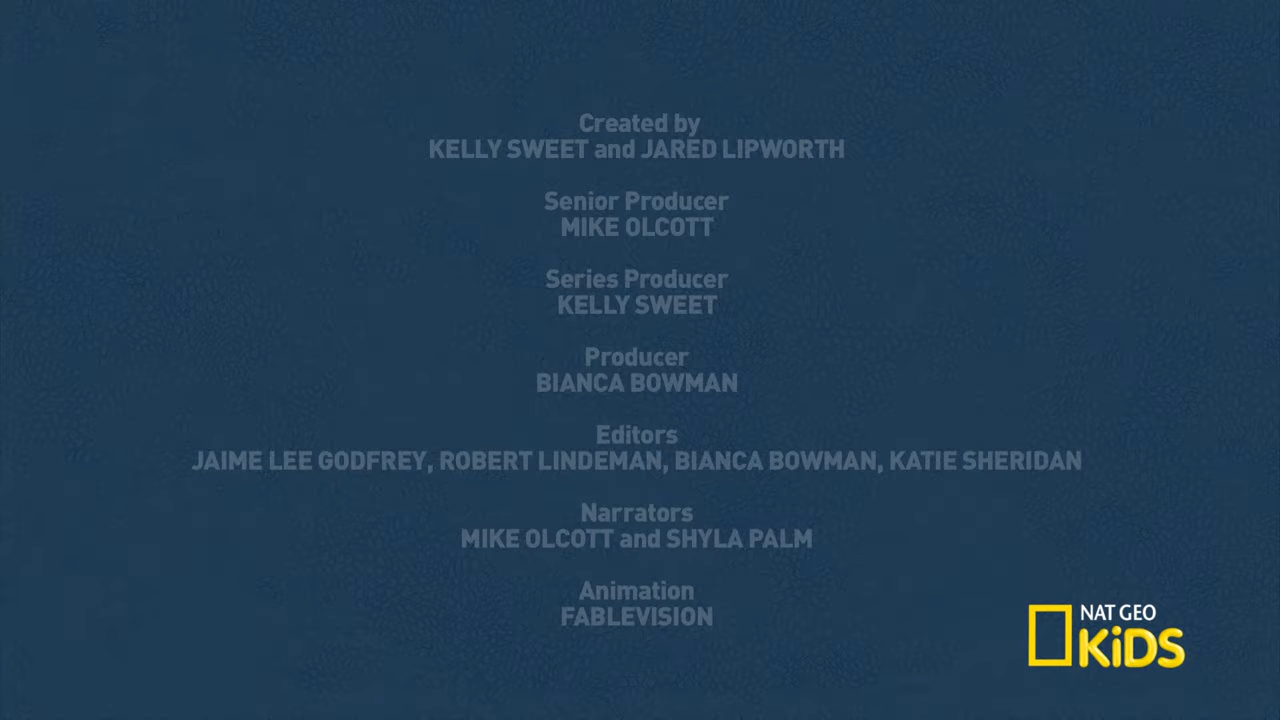 Created by
KELLY SWEET and JARED LIPWORTH
Senior Producer
MIKE OLCOTT
Series Producer
KELLY SWEET
Producer
BIANCA BOWMAN
Editors
JAIME LEE GODFREY, ROBERT LINDEMAN, BIANCA BOWMAN, KATIE SHERIDAN
Narrators
MIKE OLCOTT and SHYLA PALM
Animation
FABLEVISION
NAT GEO
KiDS